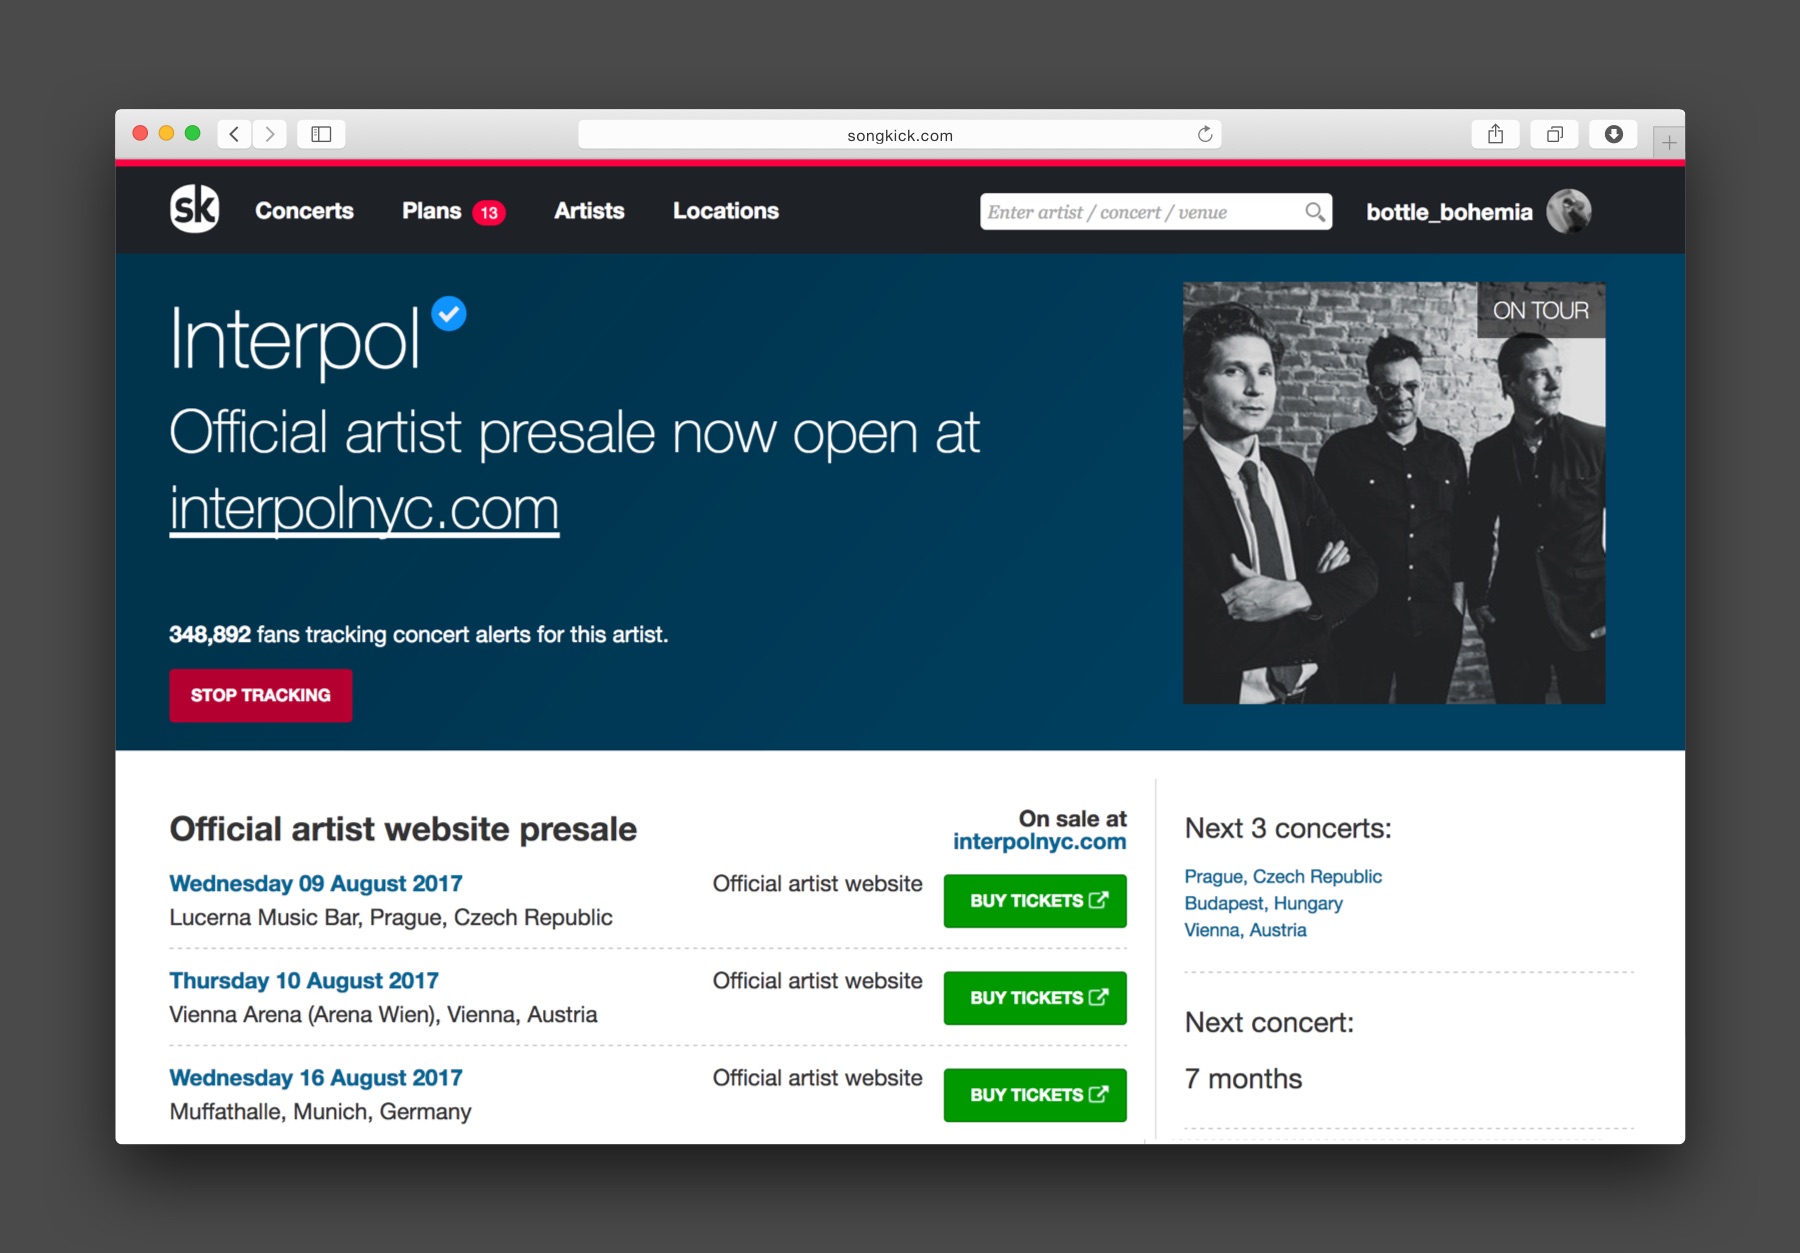 songkick.com
sk
Concerts
Plans 13
Artists
Locations
Enter artist / concert / venue
bottle_bohemia
Interpol
Official artist presale now open at
interpolnyc.com
348,892 fans tracking concert alerts for this artist.
STOP TRACKING
ON TOUR
Official artist website presale
On sale at
interpolnyc.com
Wednesday 09 August 2017
Lucerna Music Bar, Prague, Czech Republic
Official artist website
BUY TICKETS
Thursday 10 August 2017
Vienna Arena (Arena Wien), Vienna, Austria
Official artist website
BUY TICKETS
Wednesday 16 August 2017
Muffathalle, Munich, Germany
Official artist website
BUY TICKETS
Next 3 concerts:
Prague, Czech Republic
Budapest, Hungary
Vienna, Austria
Next concert:
7 months